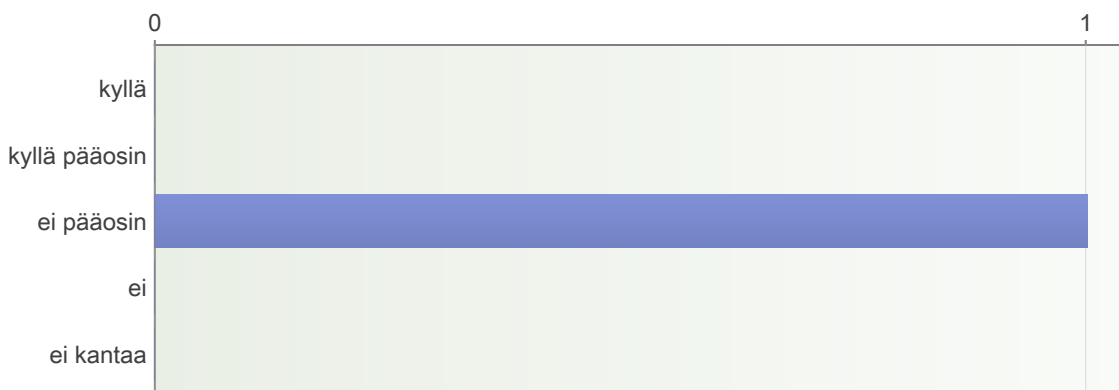 0 1
kyllä
kyllä pääosin
ei pääosin
ei
ei kantaa